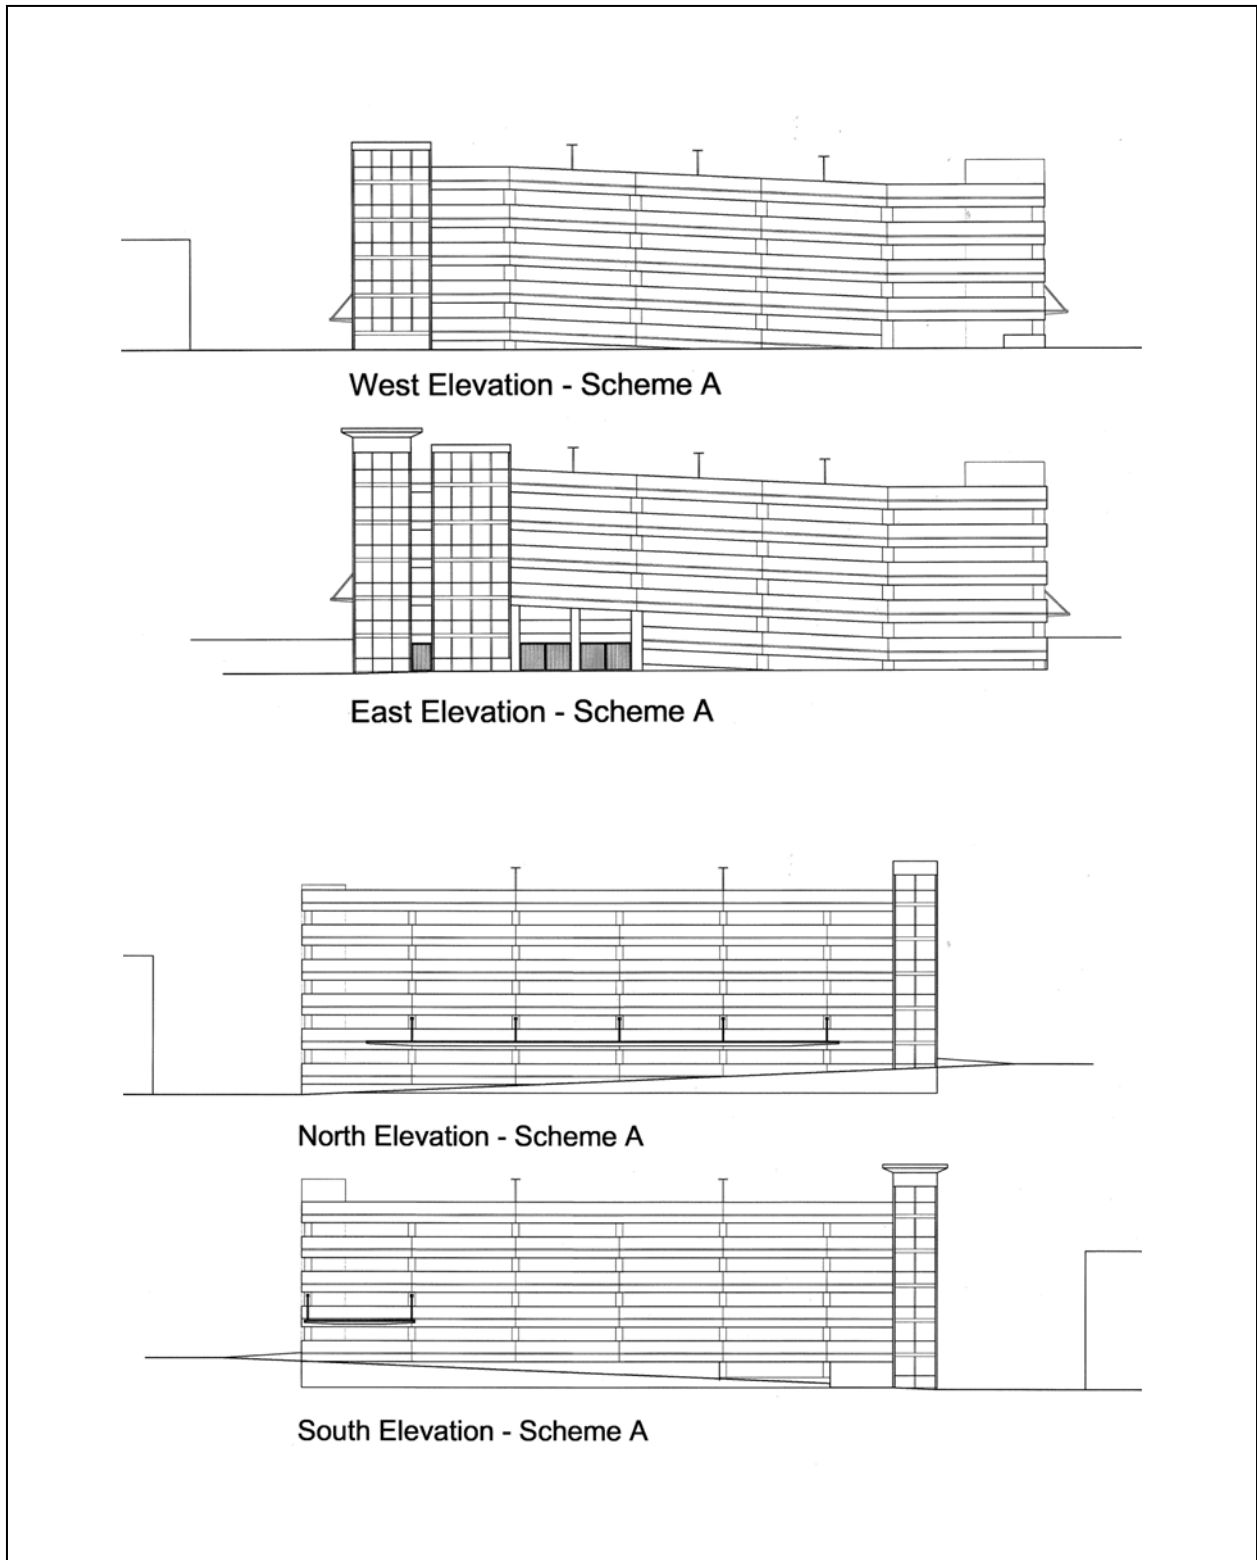 West Elevation - Scheme A
East Elevation - Scheme A
North Elevation - Scheme A
South Elevation - Scheme A